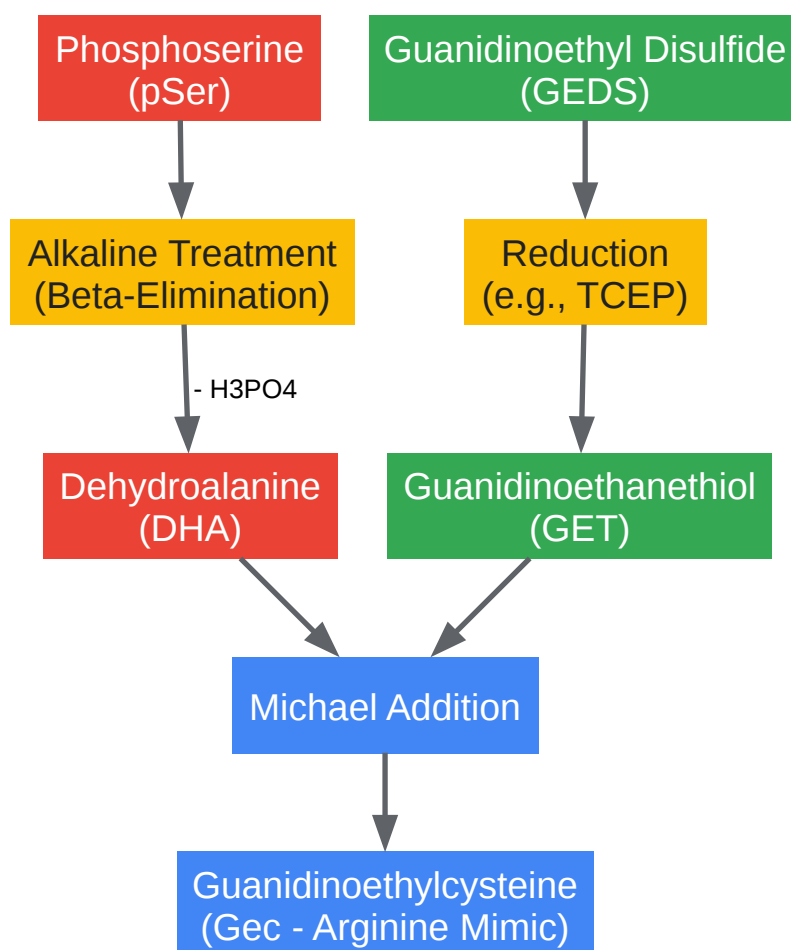 Phosphoserine
(pSer)
Guanidinoethyl Disulfide
(GEDS)
Alkaline Treatment
(Beta-Elimination)
Reduction
(e.g., TCEP)
- H3PO4
Dehydroalanine
(DHA)
Guanidinoethanethiol
(GET)
Michael Addition
Guanidinoethylcysteine
(Gec - Arginine Mimic)